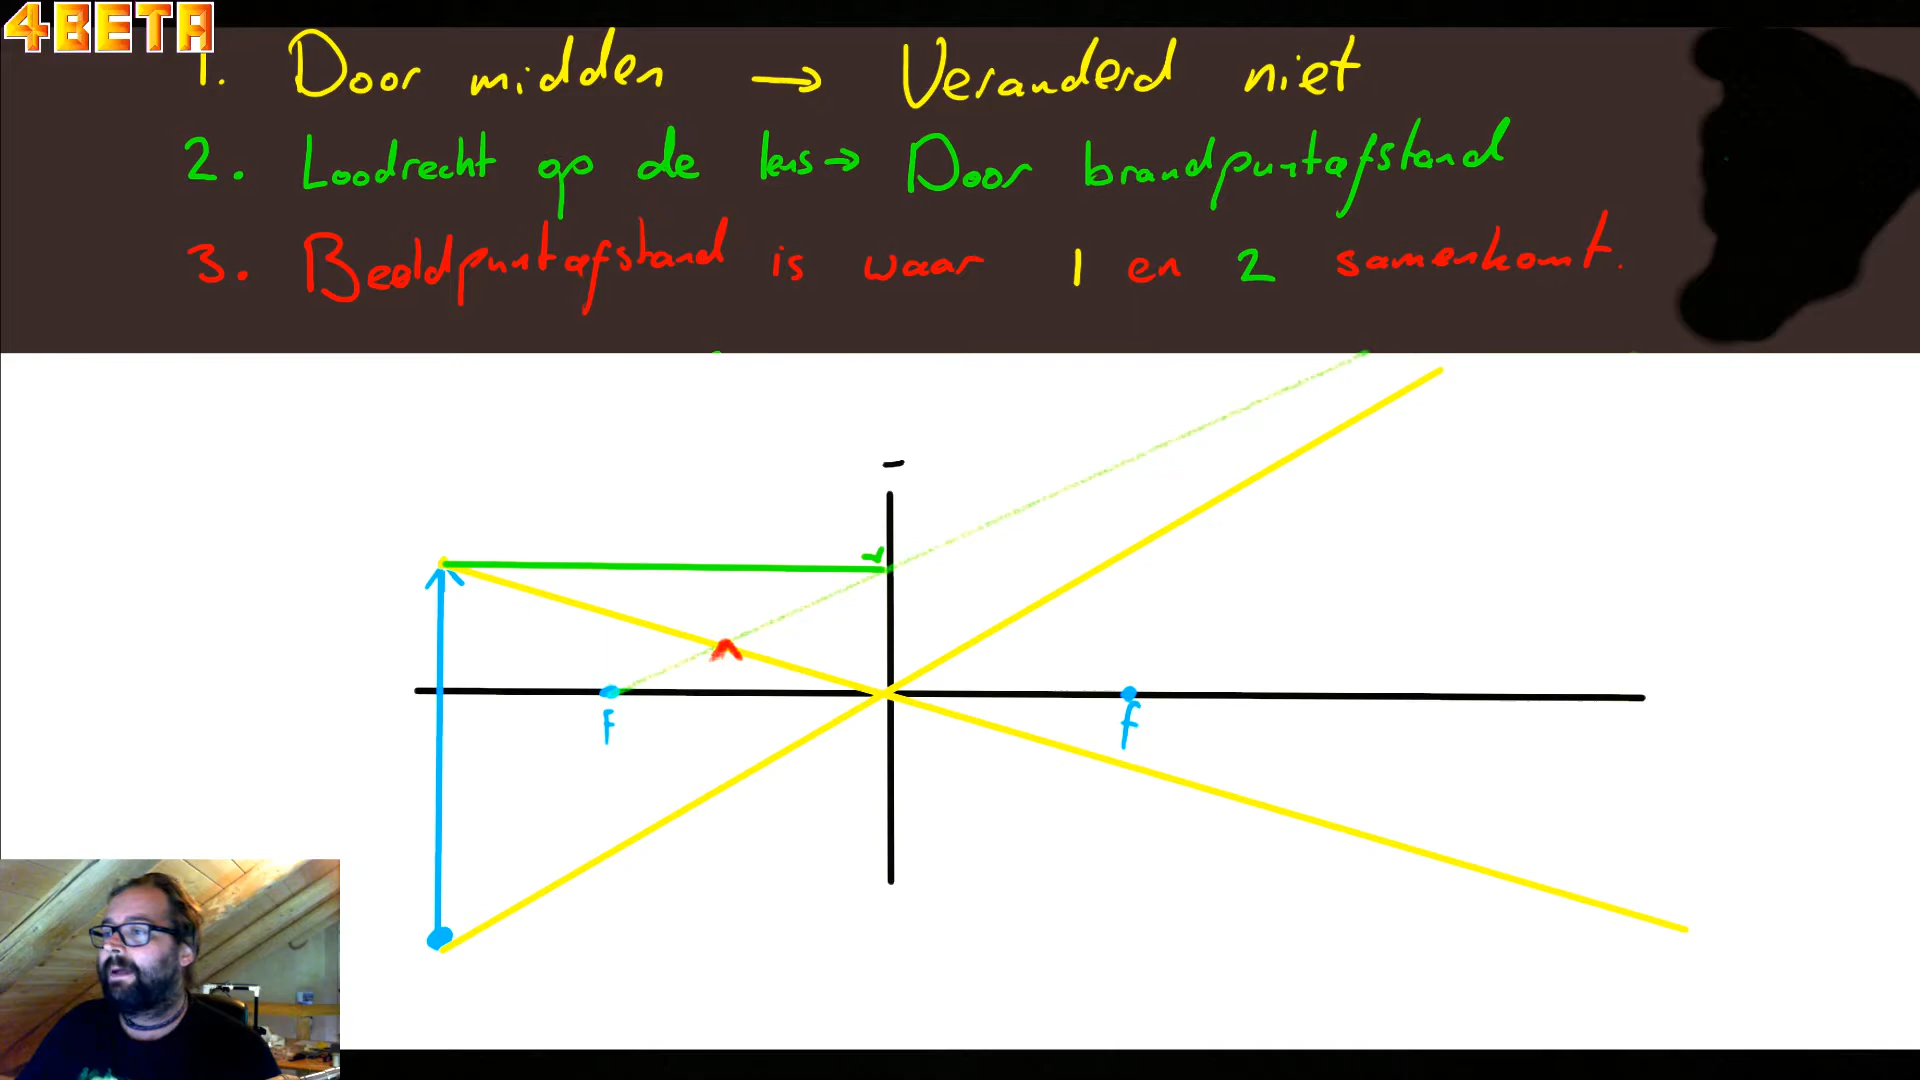 4BETA
1. Door midden → Veranderd niet
2. Loodrecht op de lens → Door brandpuntafstand
3. Beeldpuntafstand is waar 1 en 2 samenkomt.
-
F
f